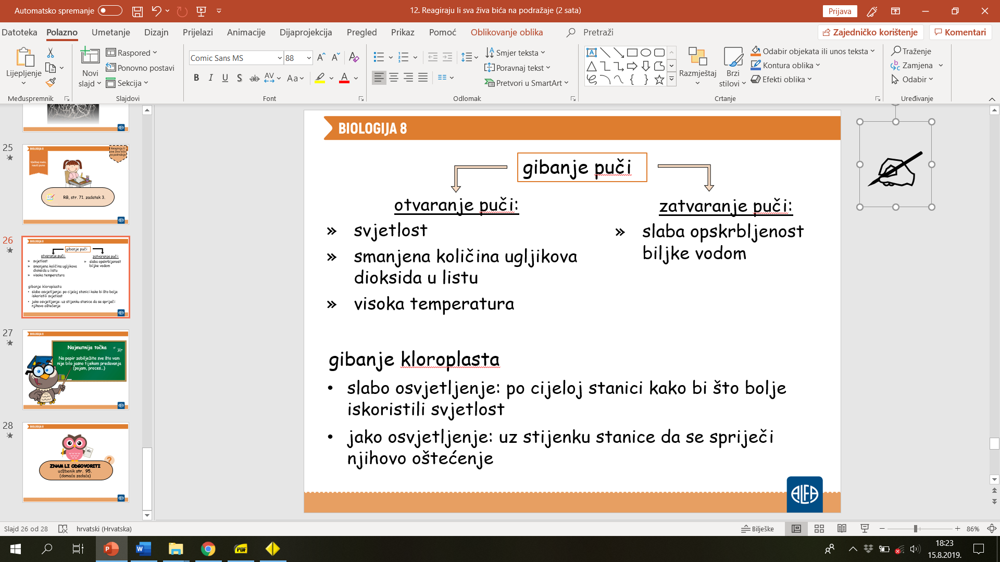 Automatsko spremanje
12. Reagiraju li sva živa bića na podražaje (2 sata)
Prijava
Datoteka Polazno Umetanje Dizajn Prijelazi Animacije Dijaprojekcija Pregled Prikaz Pomoć Oblikovanje oblika Pretraži
Zajedničko korištenje Komentari
Lijepljenje
Međuspremnik
Novi slajd
Raspored
Ponovno postavi
Sekcija
Slajdovi
Comic Sans MS 88
B I U S ab AV Aa A
Font
Smjer teksta
Poravnaj tekst
Pretvori u SmartArt
Odlomak
Razmještaj
Brzi stilovi
Odabir objekata ili unos teksta
Kontura oblika
Efekti oblika
Crtanje
Traženje
Zamjena
Odabir
Uređivanje
25
BIOLOGIJA 8
Reagiraju li
sva živa bića
na podražaje
RB, str. 71. zadatak 3.
26
BIOLOGIJA 8
gibanje puči
otvaranje puči:
zatvaranje puči:
» svjetlost
» smanjena količina ugljikova
dioksida u listu
» visoka temperatura
» slaba opskrbljenost
biljke vodom
gibanje kloroplasta
• slabo osvjetljenje: po cijeloj stanici kako bi što bolje
iskoristili svjetlost
• jako osvjetljenje: uz stijenku stanice da se spriječi
njihovo oštećenje
27
BIOLOGIJA 8
Najmutnija točka
Na papir zabilježite sve što vam
nije bilo jasno tijekom predavanja
(pojam, proces...)
28
BIOLOGIJA 8
?
ZNAM LI ODGOVORITI
udžbenik str. 95.
(domaća zadaća)
BIOLOGIJA 8
gibanje puči
otvaranje puči:
» svjetlost
» smanjena količina ugljikova
dioksida u listu
» visoka temperatura
zatvaranje puči:
» slaba opskrbljenost
biljke vodom
gibanje kloroplasta
• slabo osvjetljenje: po cijeloj stanici kako bi što bolje
iskoristili svjetlost
• jako osvjetljenje: uz stijenku stanice da se spriječi
njihovo oštećenje
ALFA
Slajd 26 od 28
hrvatski (Hrvatska)
Bilješke
86%
18:23
15.8.2019.